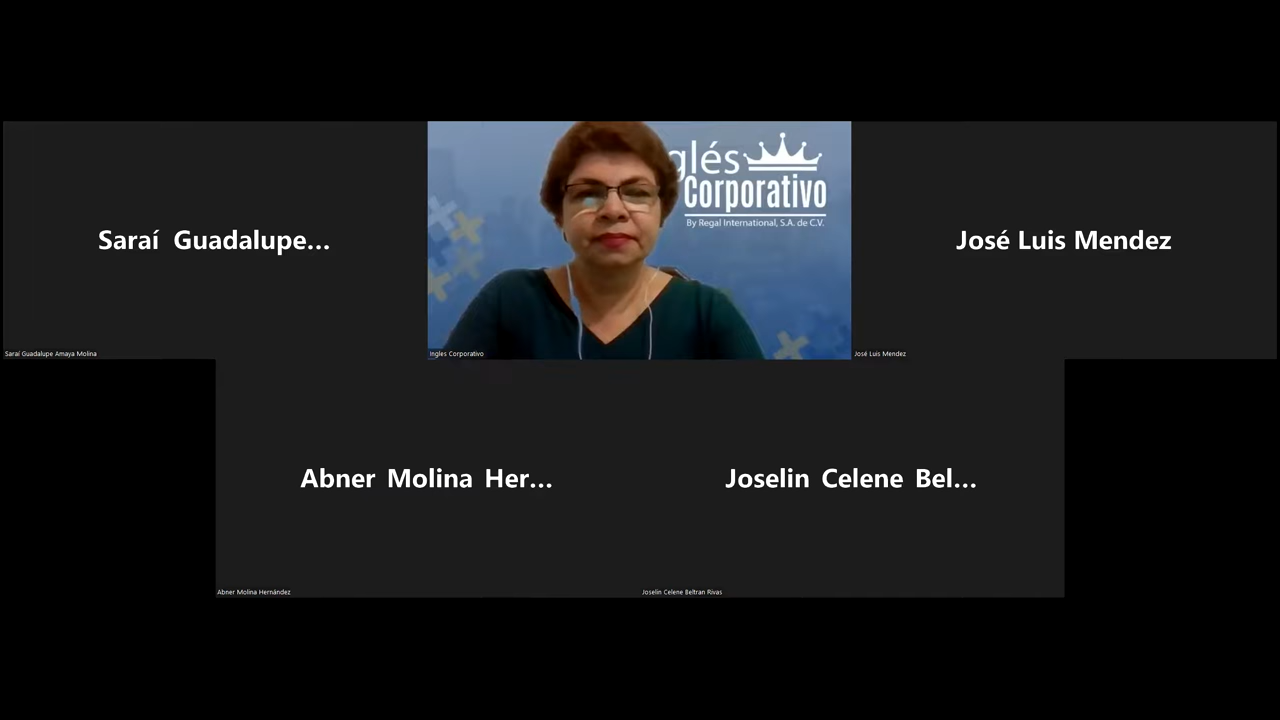 Saraí Guadalupe...
Saraí Guadalupe Amaya Molina
glés
Corporativo
By Regal International, S.A. de C.V.
Ingles Corporativo
José Luis Mendez
José Luis Mendez
Abner Molina Her...
Abner Molina Hernández
Joselin Celene Bel...
Joselin Celene Beltran Rivas